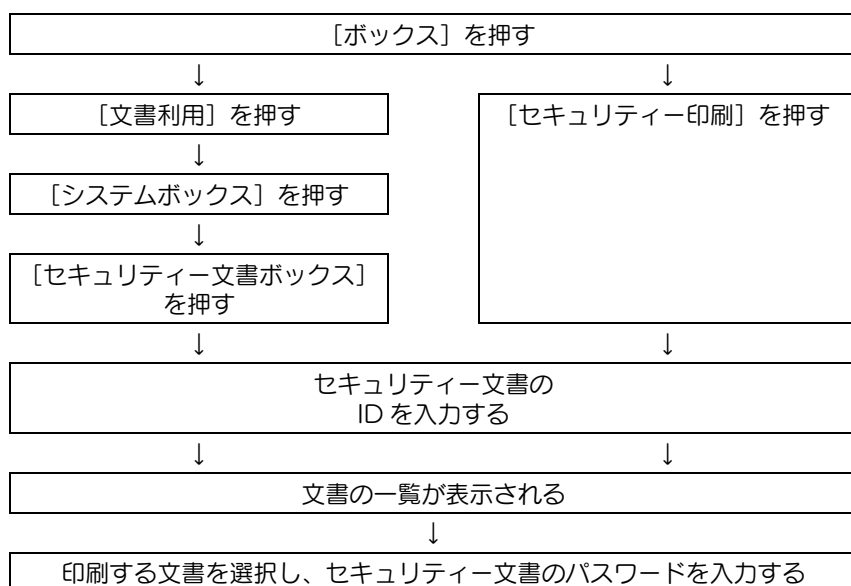 ［ボックス］を押す
↓ ↓
［文書利用］を押す ［セキュリティー印刷］を押す
↓
［システムボックス］を押す
↓
［セキュリティー文書ボックス］
を押す
↓ ↓
セキュリティー文書の
ID を入力する
↓ ↓
文書の一覧が表示される
↓
印刷する文書を選択し、セキュリティー文書のパスワードを入力する